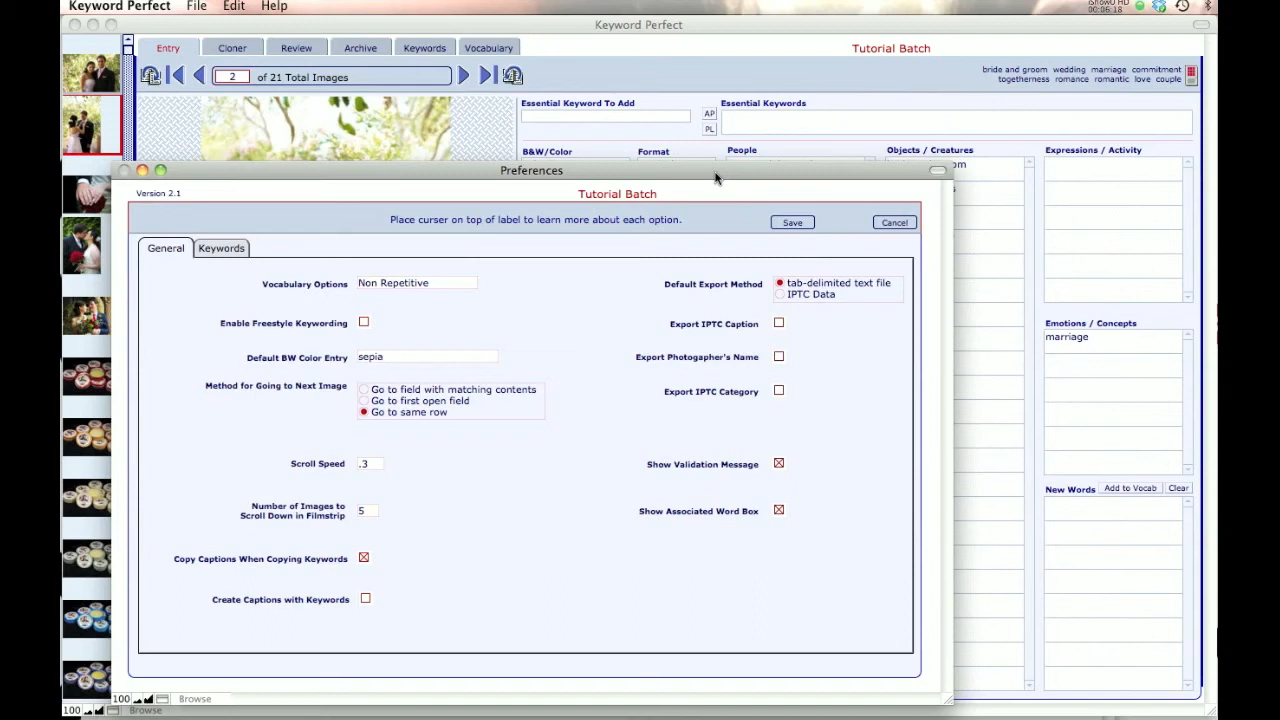 Keyword Perfect File Edit Help
iShowU HD
00:06:18
Keyword Perfect
Entry Cloner Review Archive Keywords Vocabulary
Tutorial Batch
2 of 21 Total Images
bride and groom wedding marriage commitment
togetherness romance romantic love couple
Essential Keyword To Add
AP
PL
Essential Keywords
B&W/Color Format People Objects / Creatures Expressions / Activity
Preferences
Version 2.1
Tutorial Batch
Place curser on top of label to learn more about each option.
Save Cancel
General Keywords
Vocabulary Options Non Repetitive
Default Export Method
tab-delimited text file
IPTC Data
Enable Freestyle Keywording
Export IPTC Caption
Default BW Color Entry sepia
Export Photogapher's Name
Method for Going to Next Image
Go to field with matching contents
Go to first open field
Go to same row
Export IPTC Category
Scroll Speed .3
Show Validation Message
Number of Images to
Scroll Down in Filmstrip
5
Show Associated Word Box
Copy Captions When Copying Keywords
Create Captions with Keywords
Emotions / Concepts
marriage
New Words Add to Vocab Clear
100 Browse
100 Browse